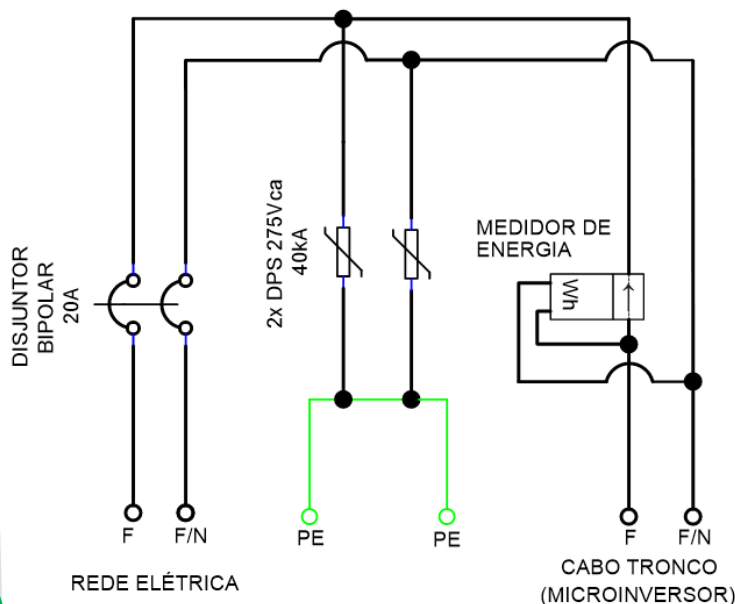 DISJUNTOR
BIPOLAR
20A
2x DPS 275Vca
40kA
MEDIDOR DE
ENERGIA
Wh
F
F/N
PE
PE
F
F/N
REDE ELÉTRICA
CABO TRONCO
(MICROINVERSOR)